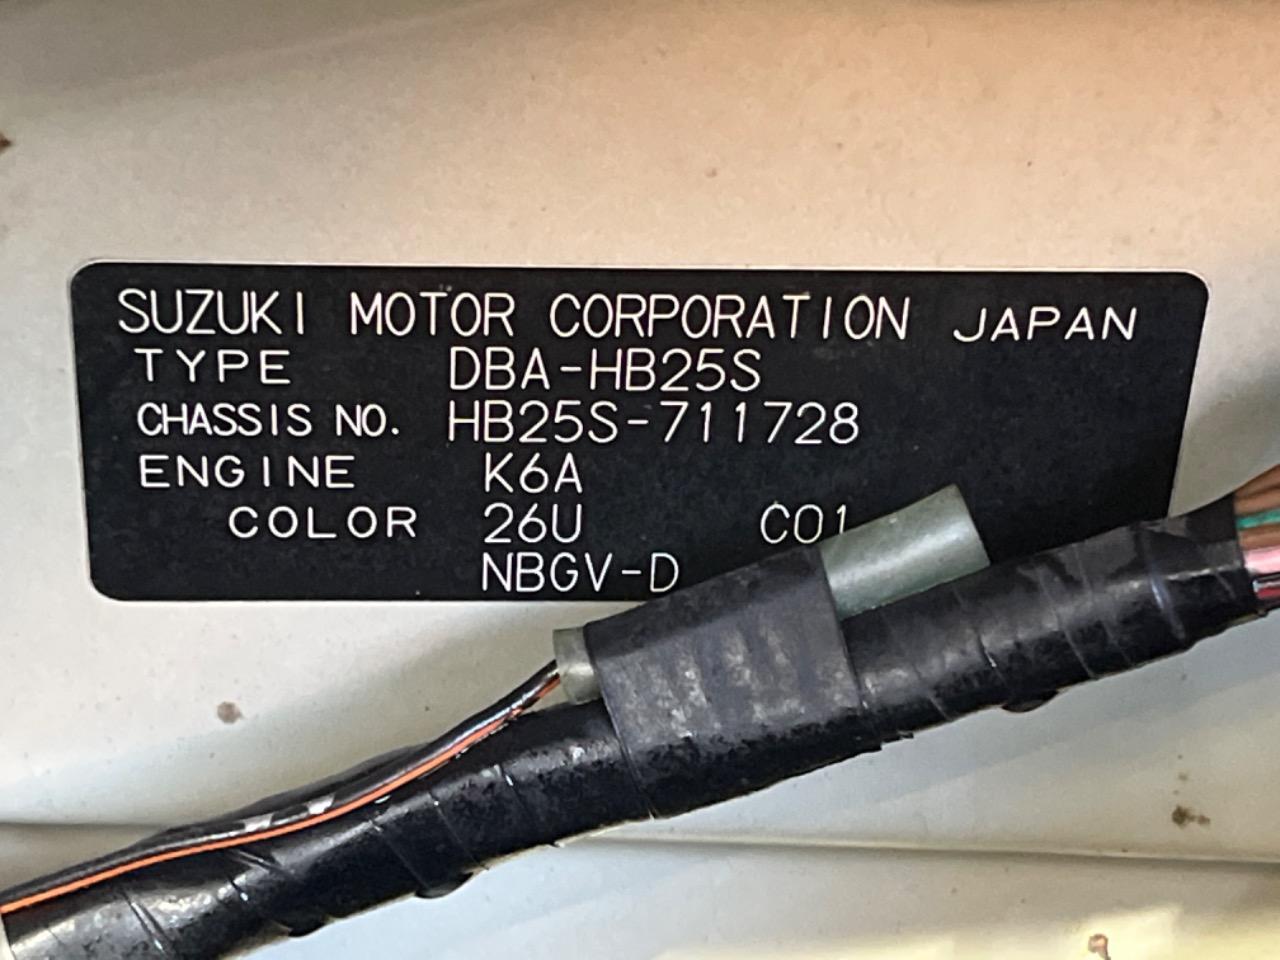 SUZUKI MOTOR CORPORATION JAPAN
TYPE DBA-HB25S
CHASSIS NO. HB25S-711728
ENGINE K6A
COLOR 26U C01
NBGV-D